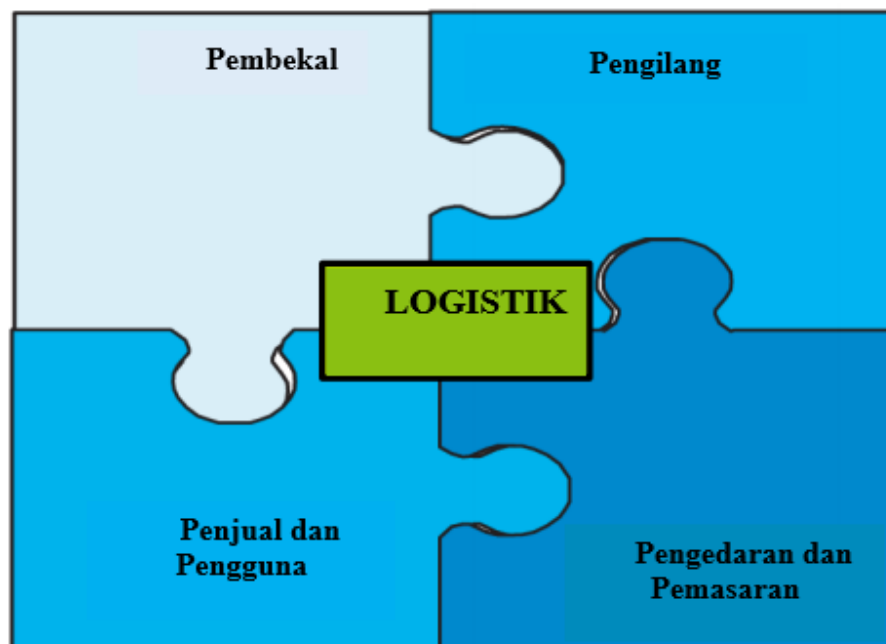 Pembekal
Pengilang
LOGISTIK
Penjual dan
Pengguna
Pengedaran dan
Pemasaran